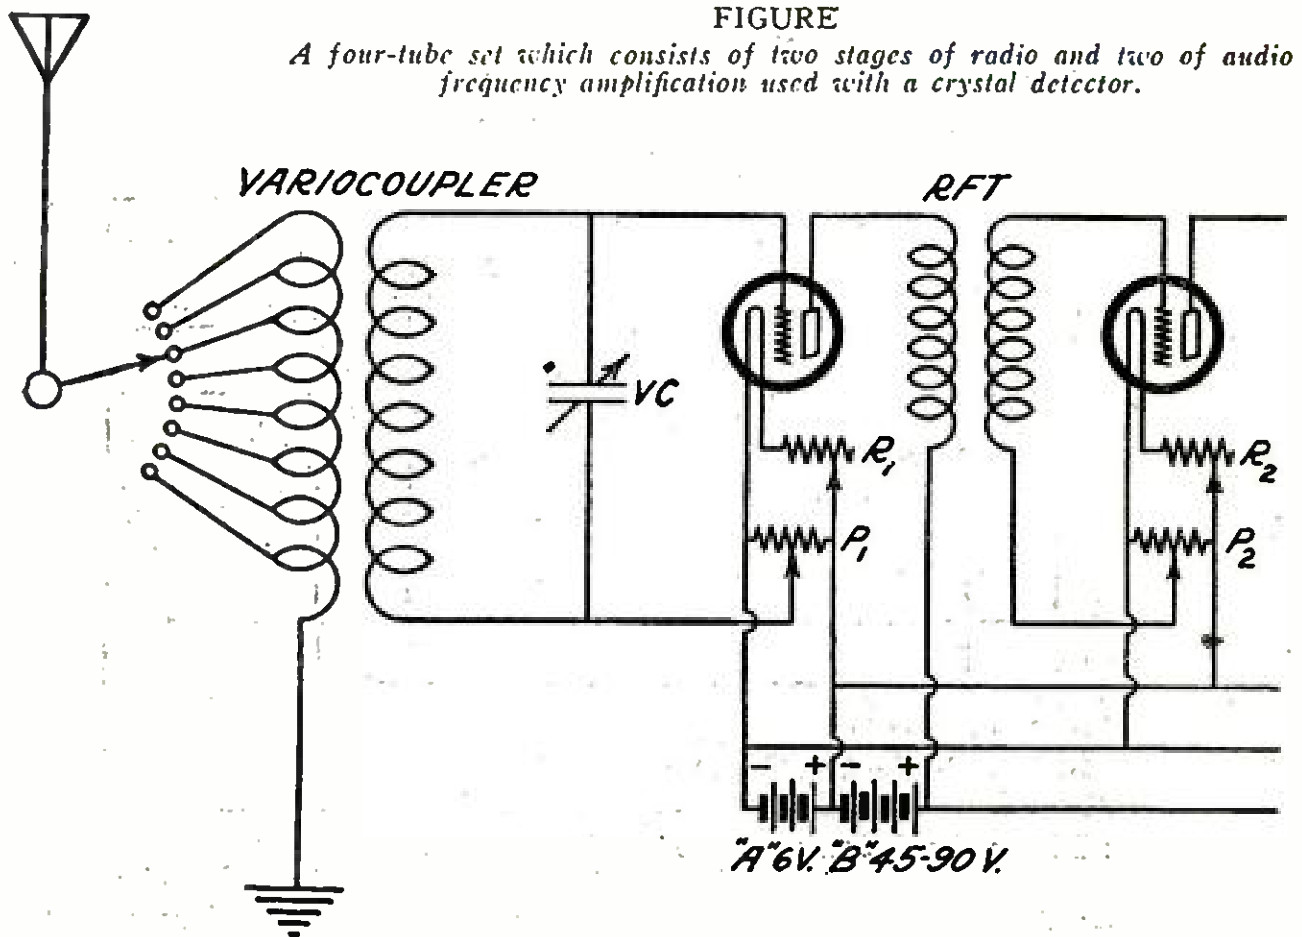 FIGURE
A four-tube set which consists of two stages of radio and two of audio
frequency amplification used with a crystal detector.
VARIOCOUPLER
RFT
VC
R1
R2
P1
P2
- + - +
"A" 6V. "B" 45-90 V.